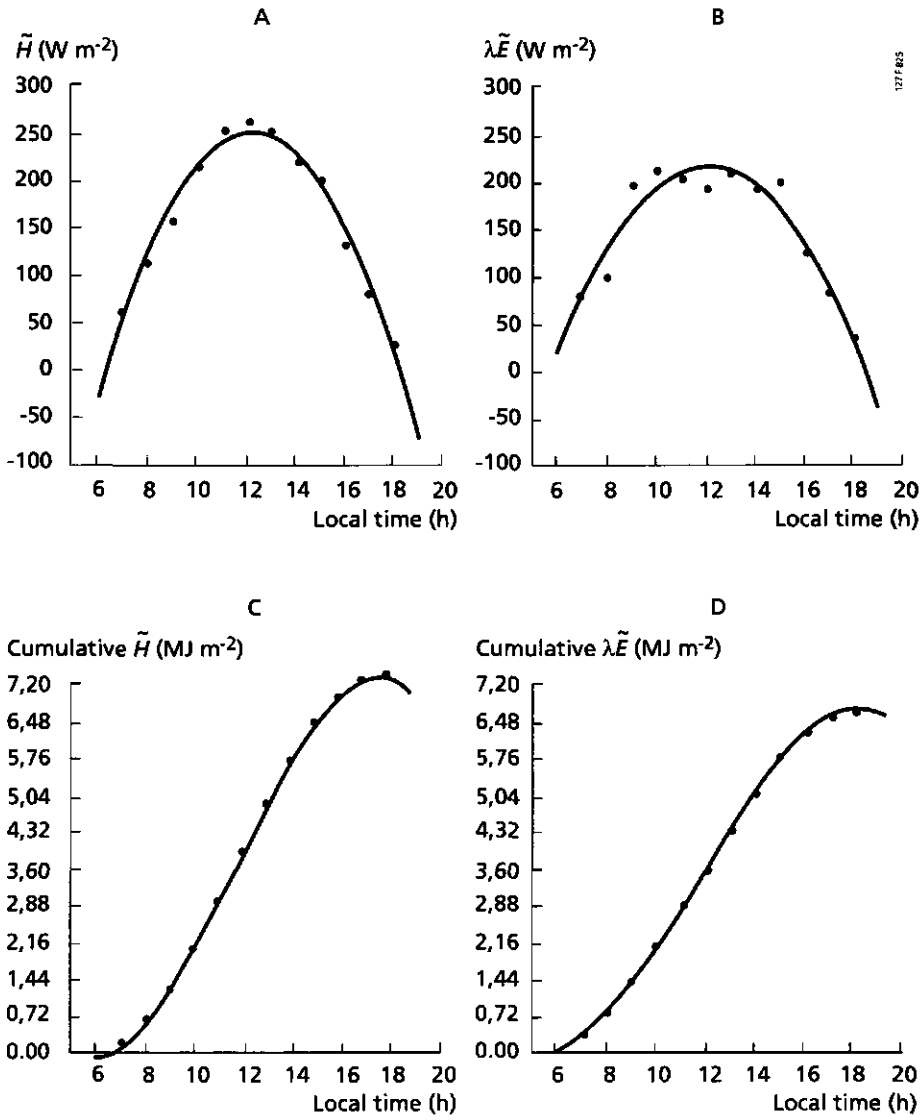 A
H̃ (W m-2)
300
250
200
150
100
50
0
-50
-100
6 8 10 12 14 16 18 20
Local time (h)
B
λẼ (W m-2)
127 F 825
300
250
200
150
100
50
0
-50
-100
6 8 10 12 14 16 18 20
Local time (h)
C
Cumulative H̃ (MJ m-2)
7,20
6,48
5,76
5,04
4,32
3,60
2,88
2,16
1,44
0,72
0.00
6 8 10 12 14 16 18 20
Local time (h)
D
Cumulative λẼ (MJ m-2)
7,20
6,48
5,76
5,04
4,32
3,60
2,88
2,16
1,44
0,72
0.00
6 8 10 12 14 16 18 20
Local time (h)